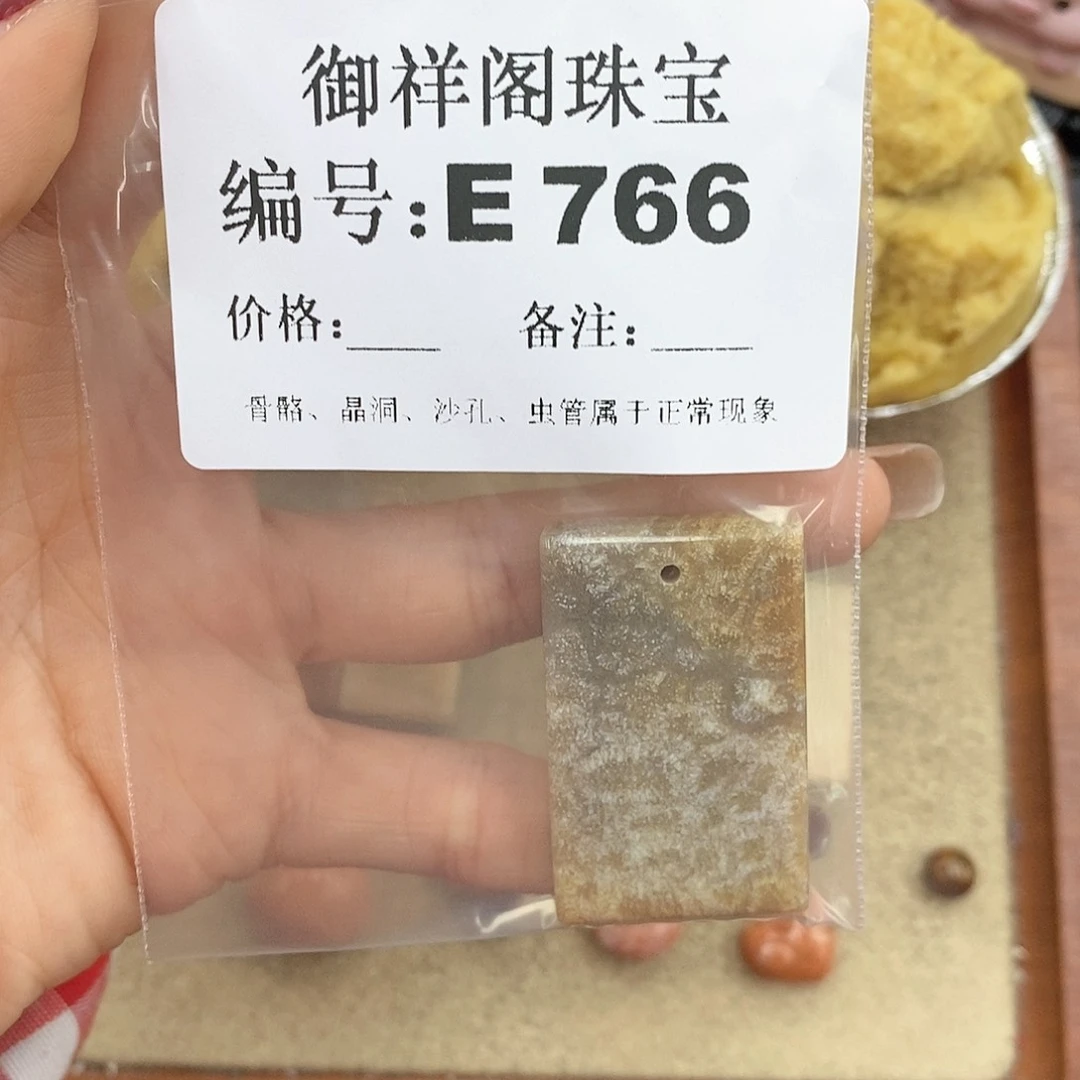 御祥阁珠宝
编号:E766
价格:____ 备注:____
骨骼、晶洞、沙孔、虫管属于正常现象